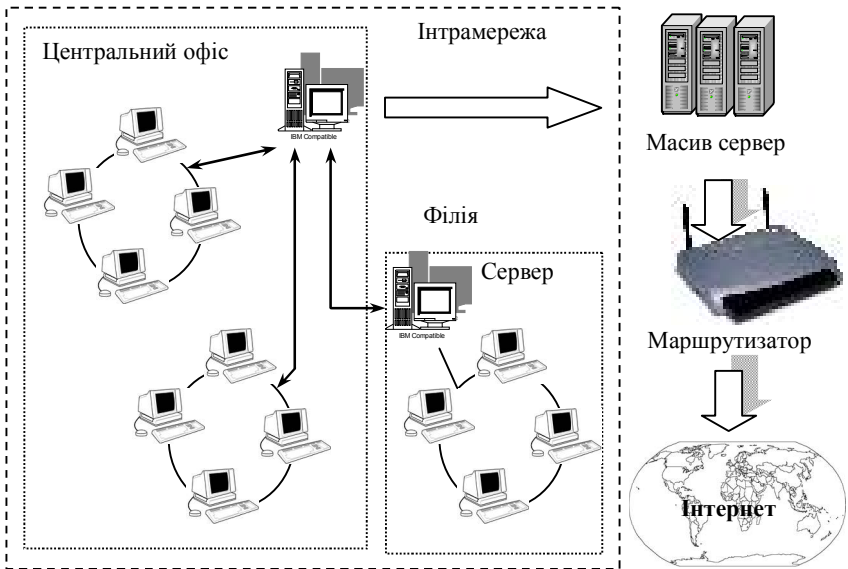 Центральний офіс
Інтрамережа
IBM Compatible
Масив сервер
Філія
Сервер
IBM Compatible
Маршрутизатор
Інтернет